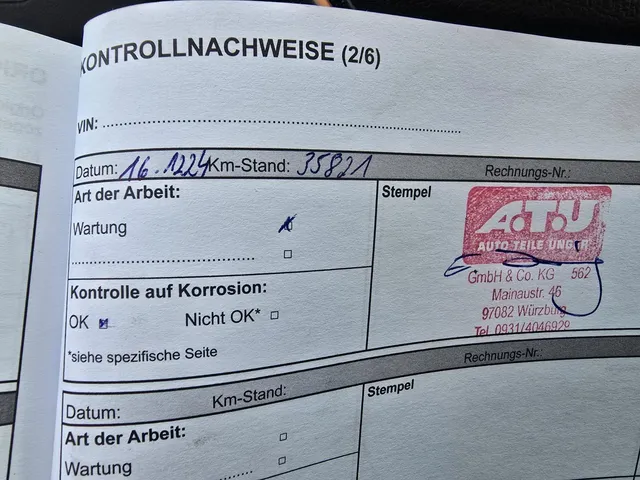 KONTROLLNACHWEISE (2/6)
VIN:
Datum: 16.12.24 Km-Stand: 35821 Rechnungs-Nr.:
Art der Arbeit:
Wartung
Kontrolle auf Korrosion:
OK Nicht OK*
*siehe spezifische Seite
Stempel
A.T.U
AUTO TEILE UNGER
GmbH & Co. KG 562
Mainaustr. 46
97082 Würzburg
Tel. 0931/4046929
Datum: Km-Stand: Rechnungs-Nr.:
Art der Arbeit:
Wartung
Stempel